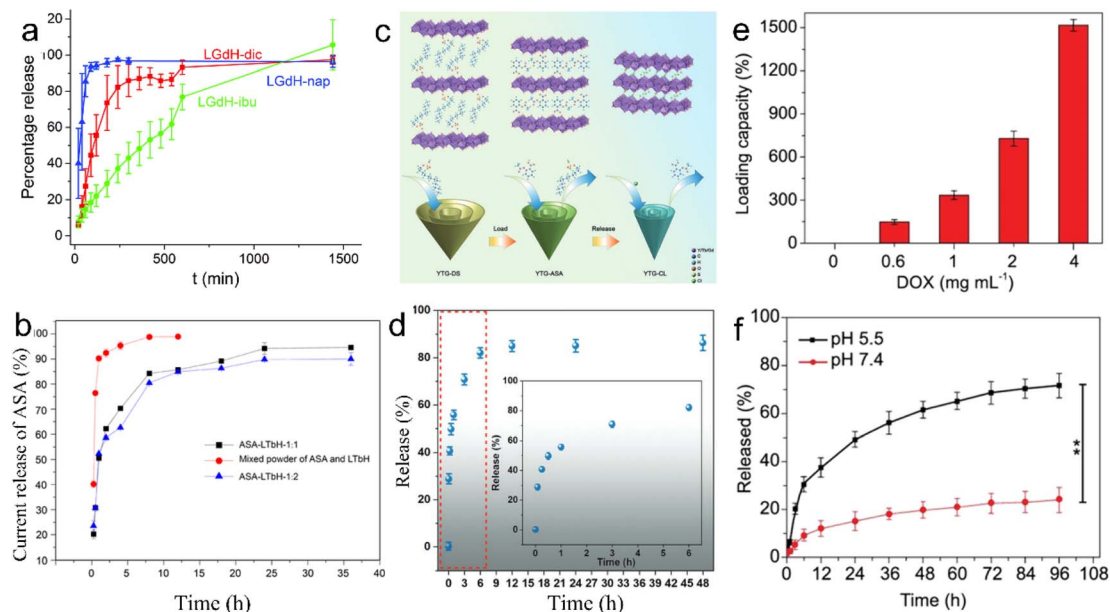 a
Percentage release
t (min)
100
80
60
40
20
0
0
500
1000
1500
LGdH-dic
LGdH-nap
LGdH-ibu
c
YTG-DS
Load
YTG-ASA
Release
YTG-CL
Y/Tb/Gd
C
H
O
S
Cl
e
Loading capacity (%)
1500
1200
900
600
300
0
0 0.6 1 2 4
DOX (mg mL⁻¹)
b
Current release of ASA (%)
100
90
80
70
60
50
40
30
20
10
0 5 10 15 20 25 30 35 40
Time (h)
ASA-LTbH-1:1
Mixed powder of ASA and LTbH
ASA-LTbH-1:2
d
Release (%)
100
80
60
40
20
0
0 3 6 9 12 15 18 21 24 27 30 33 36 39 42 45 48
Time (h)
Release (%)
100
80
60
40
20
0
0 1 2 3 4 5 6
Time (h)
f
pH 5.5
pH 7.4
Released (%)
100
80
60
40
20
0
0 12 24 36 48 60 72 84 96 108
Time (h)
**